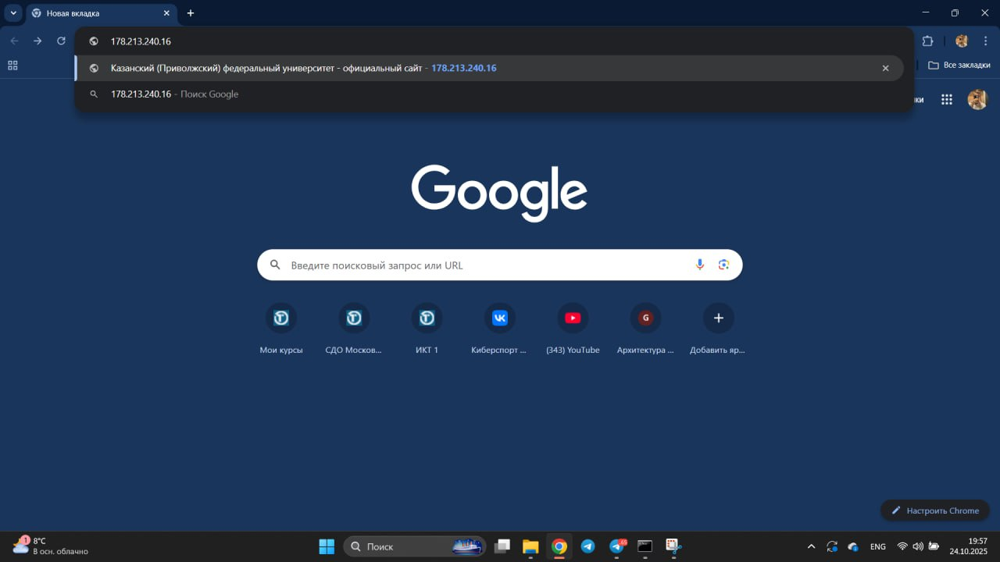 Новая вкладка
178.213.240.16
Казанский (Приволжский) федеральный университет - официальный сайт - 178.213.240.16
178.213.240.16 - Поиск Google
Все закладки
ки
Google
Введите поисковый запрос или URL
Мои курсы
СДО Москов...
ИКТ 1
Киберспорт ...
(343) YouTube
Архитектура ...
Добавить яр...
Настроить Chrome
1
8°C
В осн. облачно
Поиск
ENG
19:57
24.10.2025